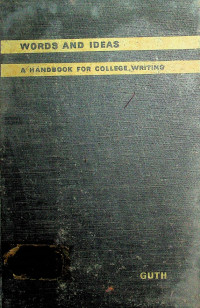 WORDS AND IDEAS
A HANDBOOK FOR COLLEGE WRITING
GUTH